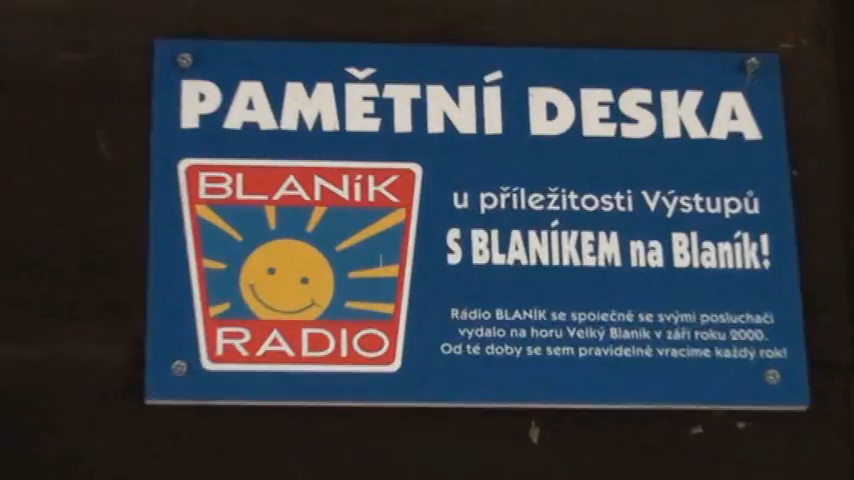 PAMĚTNÍ DESKA
BLANíK
RADIO
u příležitosti Výstupů
S BLANÍKEM na Blaník!
Rádio BLANÍK se společně se svými posluchači
vydalo na horu Velký Blaník v září roku 2000.
Od té doby se sem pravidelně vracíme každý rok!